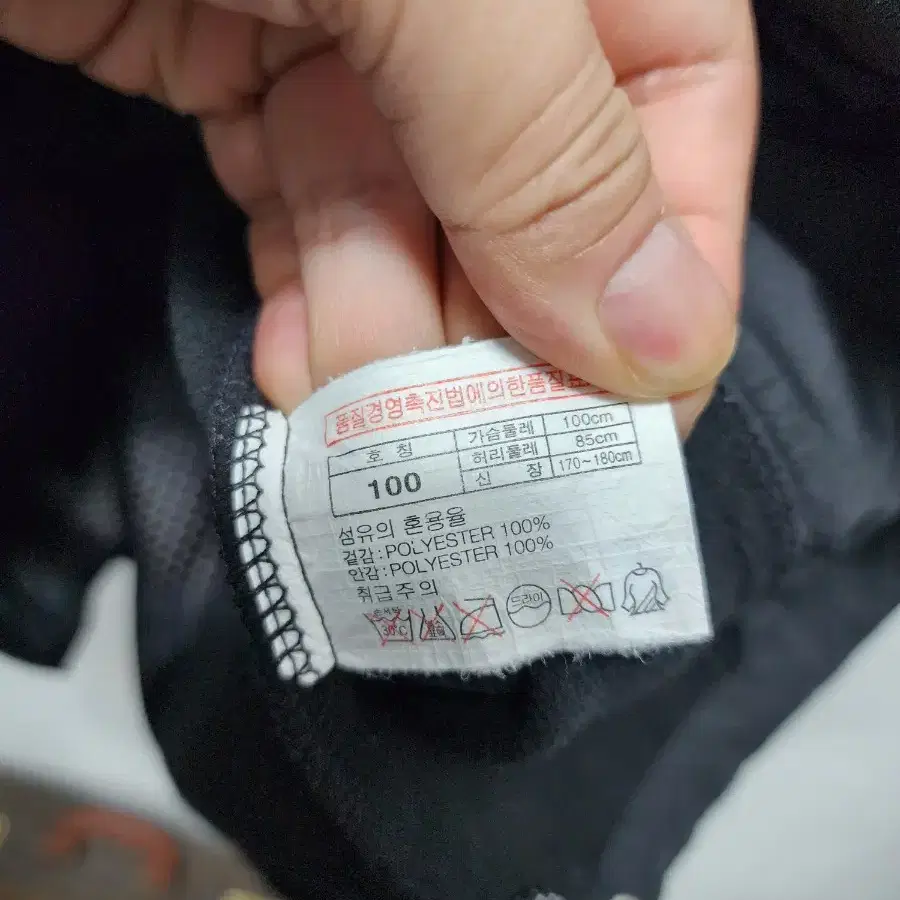 품질경영촉진법에의한품질표
호 칭 가슴둘레 100cm
100 허리둘레 85cm
신 장 170~180cm
섬유의 혼용율
겉감:POLYESTER 100%
안감:POLYESTER 100%
취급주의
30°C 드라이